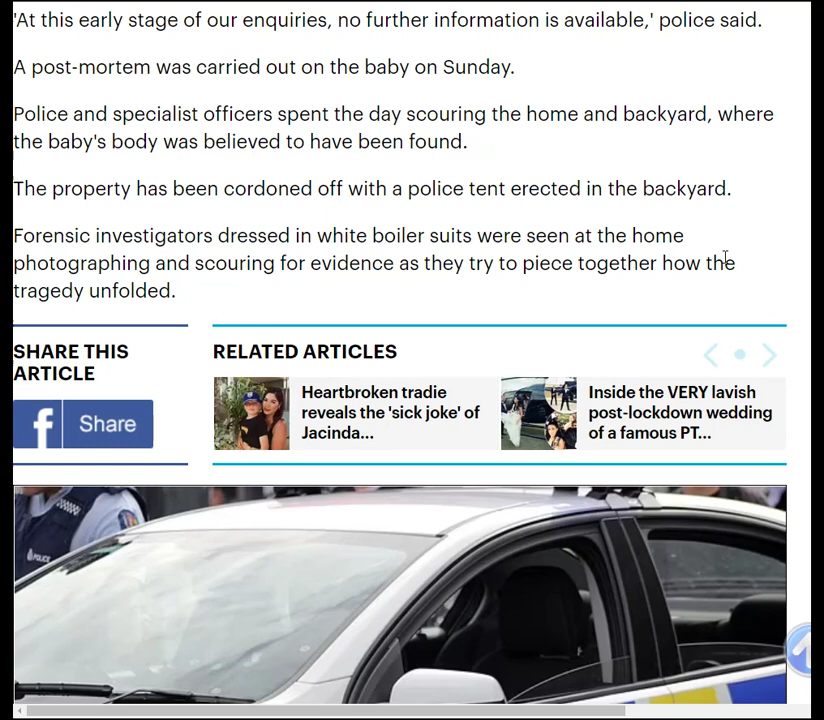 'At this early stage of our enquiries, no further information is available,' police said.
A post-mortem was carried out on the baby on Sunday.
Police and specialist officers spent the day scouring the home and backyard, where
the baby's body was believed to have been found.
The property has been cordoned off with a police tent erected in the backyard.
Forensic investigators dressed in white boiler suits were seen at the home
photographing and scouring for evidence as they try to piece together how the
tragedy unfolded.
SHARE THIS
ARTICLE
f Share
RELATED ARTICLES
Heartbroken tradie
reveals the 'sick joke' of
Jacinda...
Inside the VERY lavish
post-lockdown wedding
of a famous PT...
POLICE